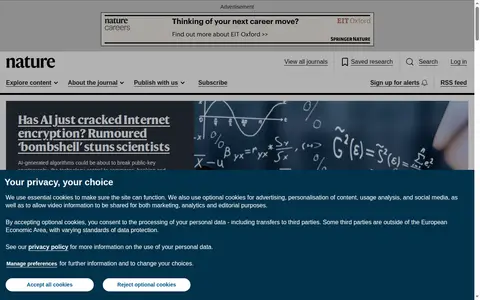 Advertisement
nature
careers
Thinking of your next career move?
Find out more about EIT Oxford >>
EIT Oxford
SPRINGER NATURE
nature
View all journals
Saved research
Search
Log in
Explore content
About the journal
Publish with us
Subscribe
Sign up for alerts
RSS feed
Has AI just cracked Internet
encryption? Rumoured
‘bombshell’ stuns scientists
AI-generated algorithms could be about to break public-key
Your privacy, your choice
We use essential cookies to make sure the site can function. We also use optional cookies for advertising, personalisation of content, usage analysis, and social media, as
well as to allow video information to be shared for both marketing, analytics and editorial purposes.
By accepting optional cookies, you consent to the processing of your personal data - including transfers to third parties. Some third parties are outside of the European
Economic Area, with varying standards of data protection.
See our privacy policy for more information on the use of your personal data.
Manage preferences for further information and to change your choices.
Accept all cookies
Reject optional cookies